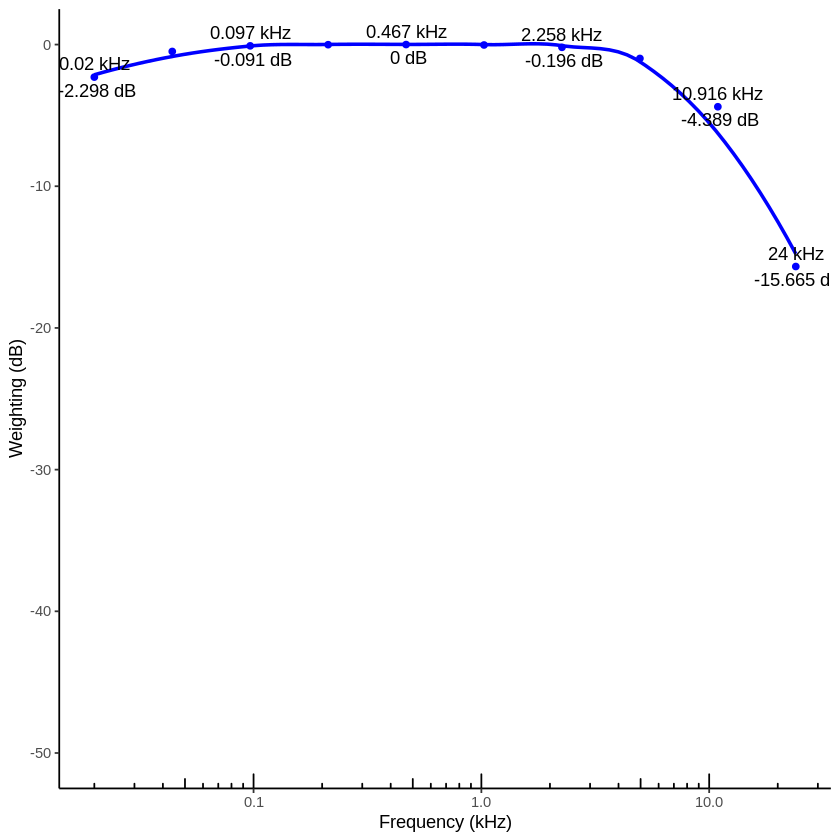 0
0.02 kHz
-2.298 dB
0.097 kHz
-0.091 dB
0.467 kHz
0 dB
2.258 kHz
-0.196 dB
10.916 kHz
-4.389 dB
24 kHz
-15.665 d
-10
-20
-30
-40
-50
Weighting (dB)
0.1
1.0
10.0
Frequency (kHz)